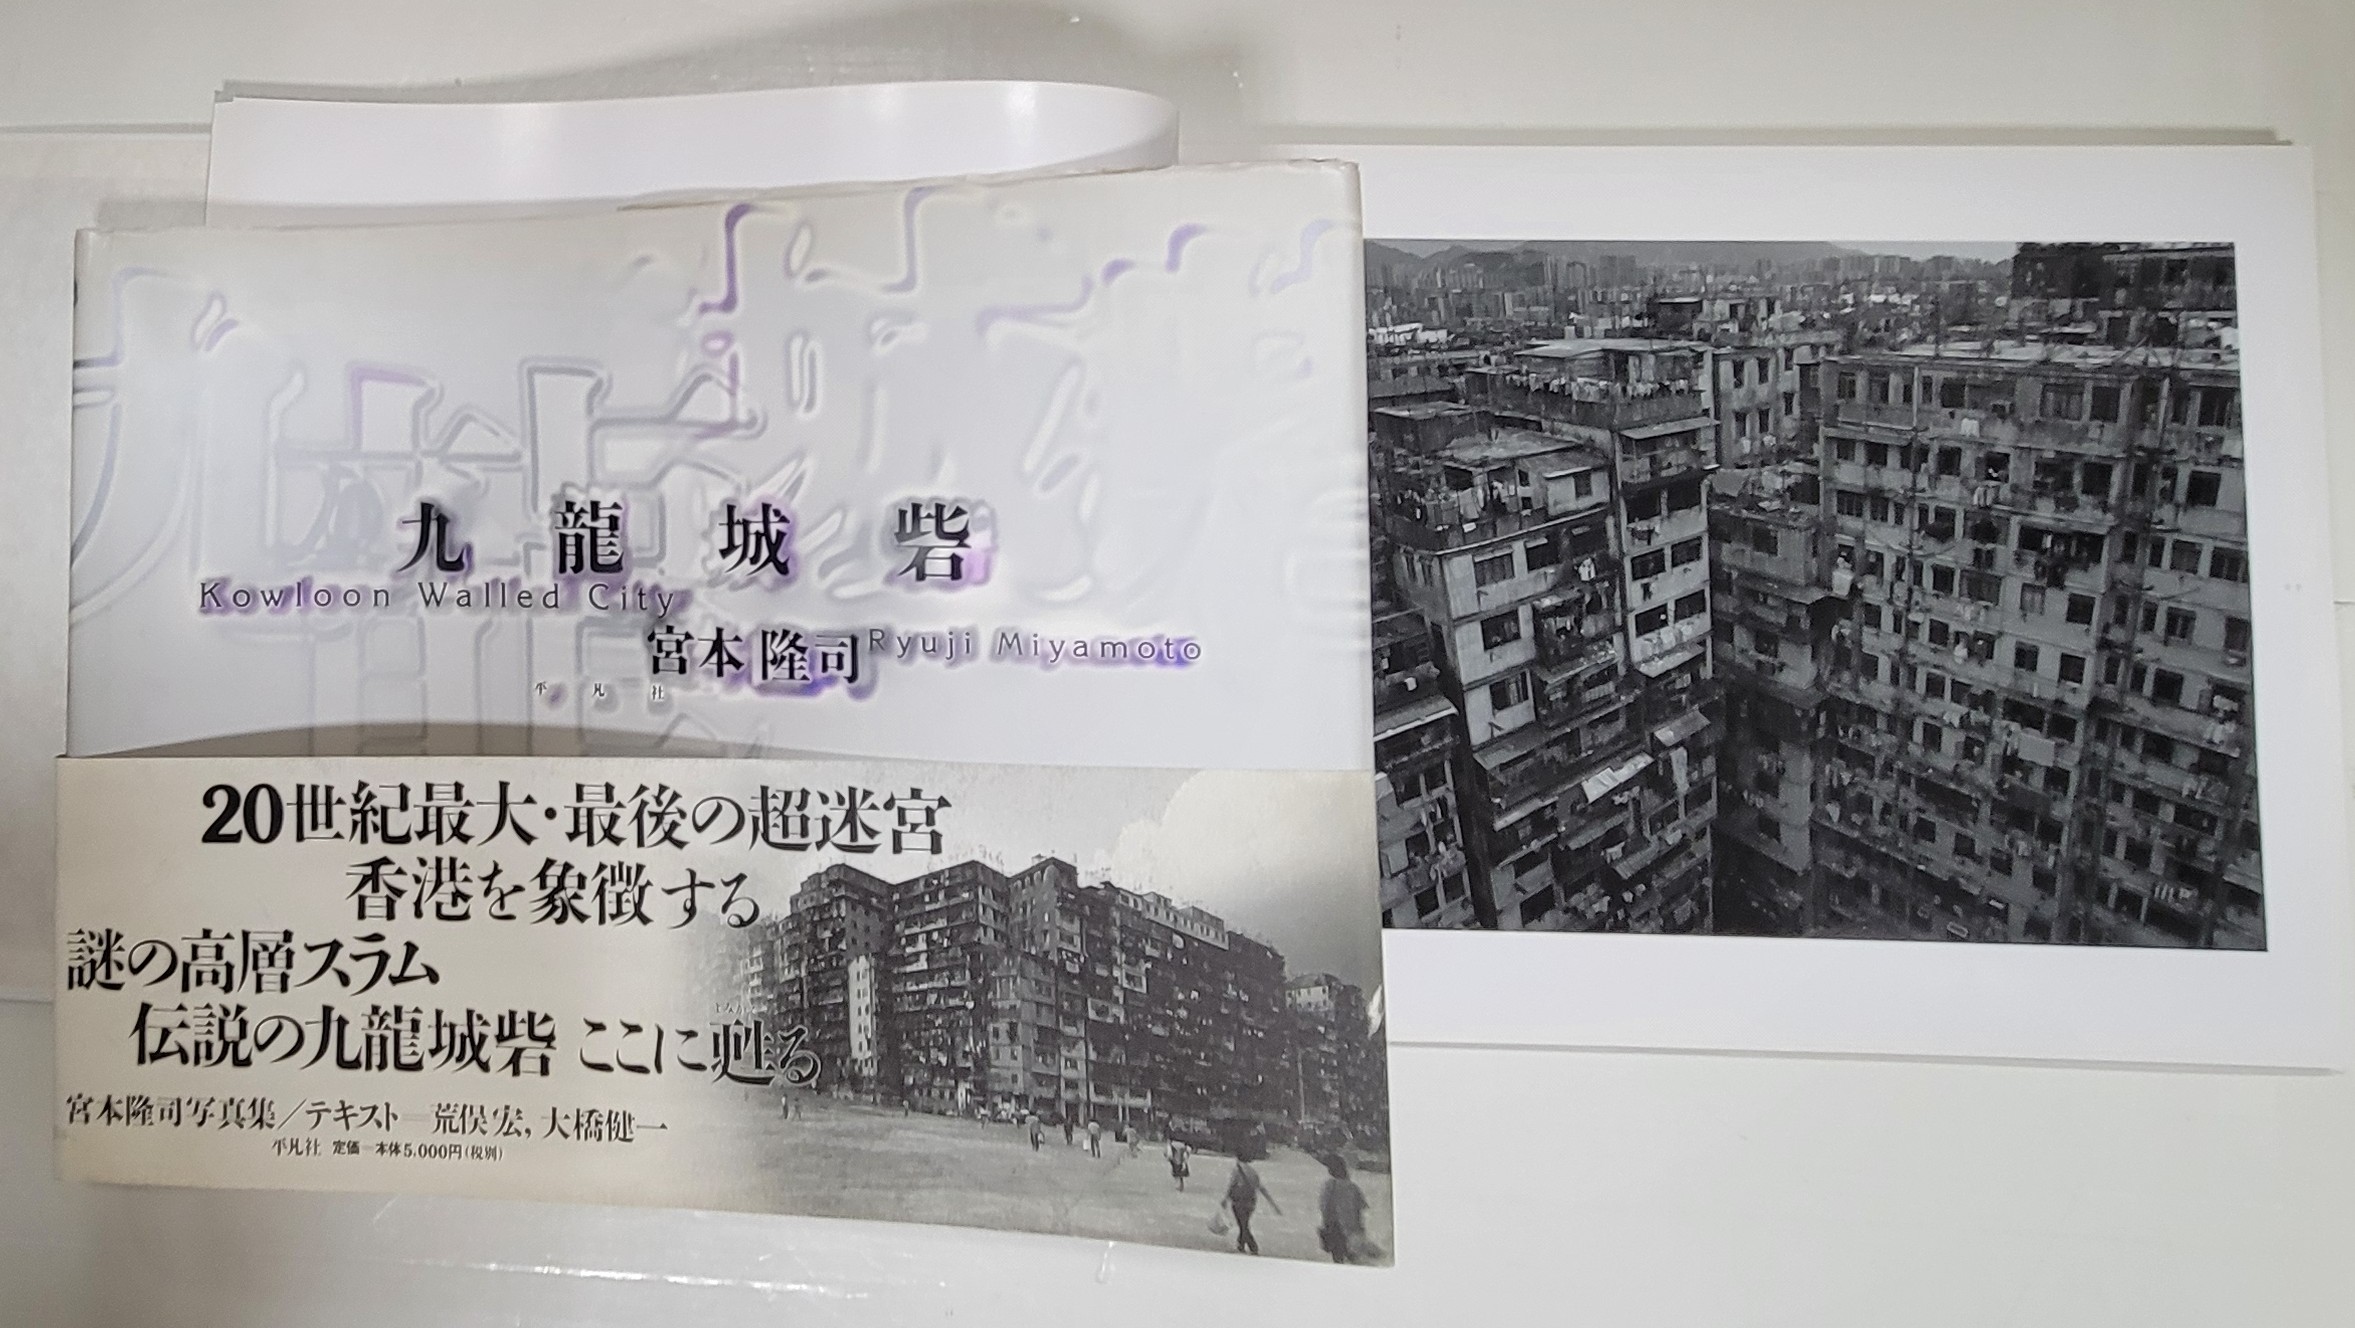 九龍城砦
Kowloon Walled City
宮本隆司 Ryuji Miyamoto
平凡社
20世紀最大・最後の超迷宮
香港を象徴する
謎の高層スラム
伝説の九龍城砦 ここに甦る
宮本隆司写真集／テキスト―荒俣宏,大橋健一
平凡社 定価―本体5,000円(税別)